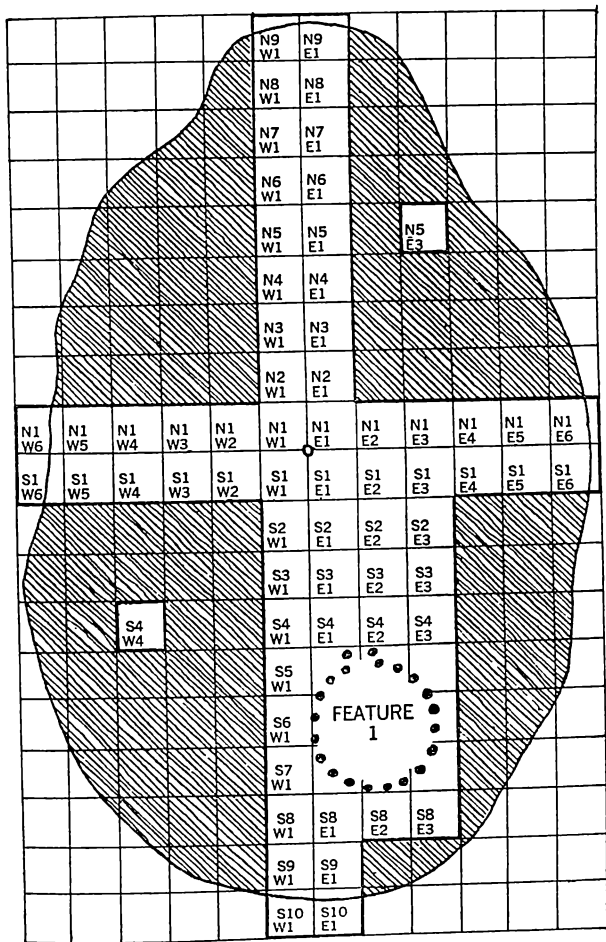 N9 N9
W1 E1
N8 N8
W1 E1
N7 N7
W1 E1
N6 N6
W1 E1
N5 N5 N5
W1 E1 E3
N4 N4
W1 E1
N3 N3
W1 E1
N2 N2
W1 E1
N1 N1 N1 N1 N1 N1 N1 N1 N1 N1 N1 N1
W6 W5 W4 W3 W2 W1 E1 E2 E3 E4 E5 E6
S1 S1 S1 S1 S1 S1 S1 S1 S1 S1 S1 S1
W6 W5 W4 W3 W2 W1 E1 E2 E3 E4 E5 E6
S2 S2 S2 S2
W1 E1 E2 E3
S3 S3 S3 S3
W1 E1 E2 E3
S4 S4 S4 S4 S4
W4 W1 E1 E2 E3
S5
W1
S6
W1
FEATURE
1
S7
W1
S8 S8 S8 S8
W1 E1 E2 E3
S9 S9
W1 E1
S10 S10
W1 E1